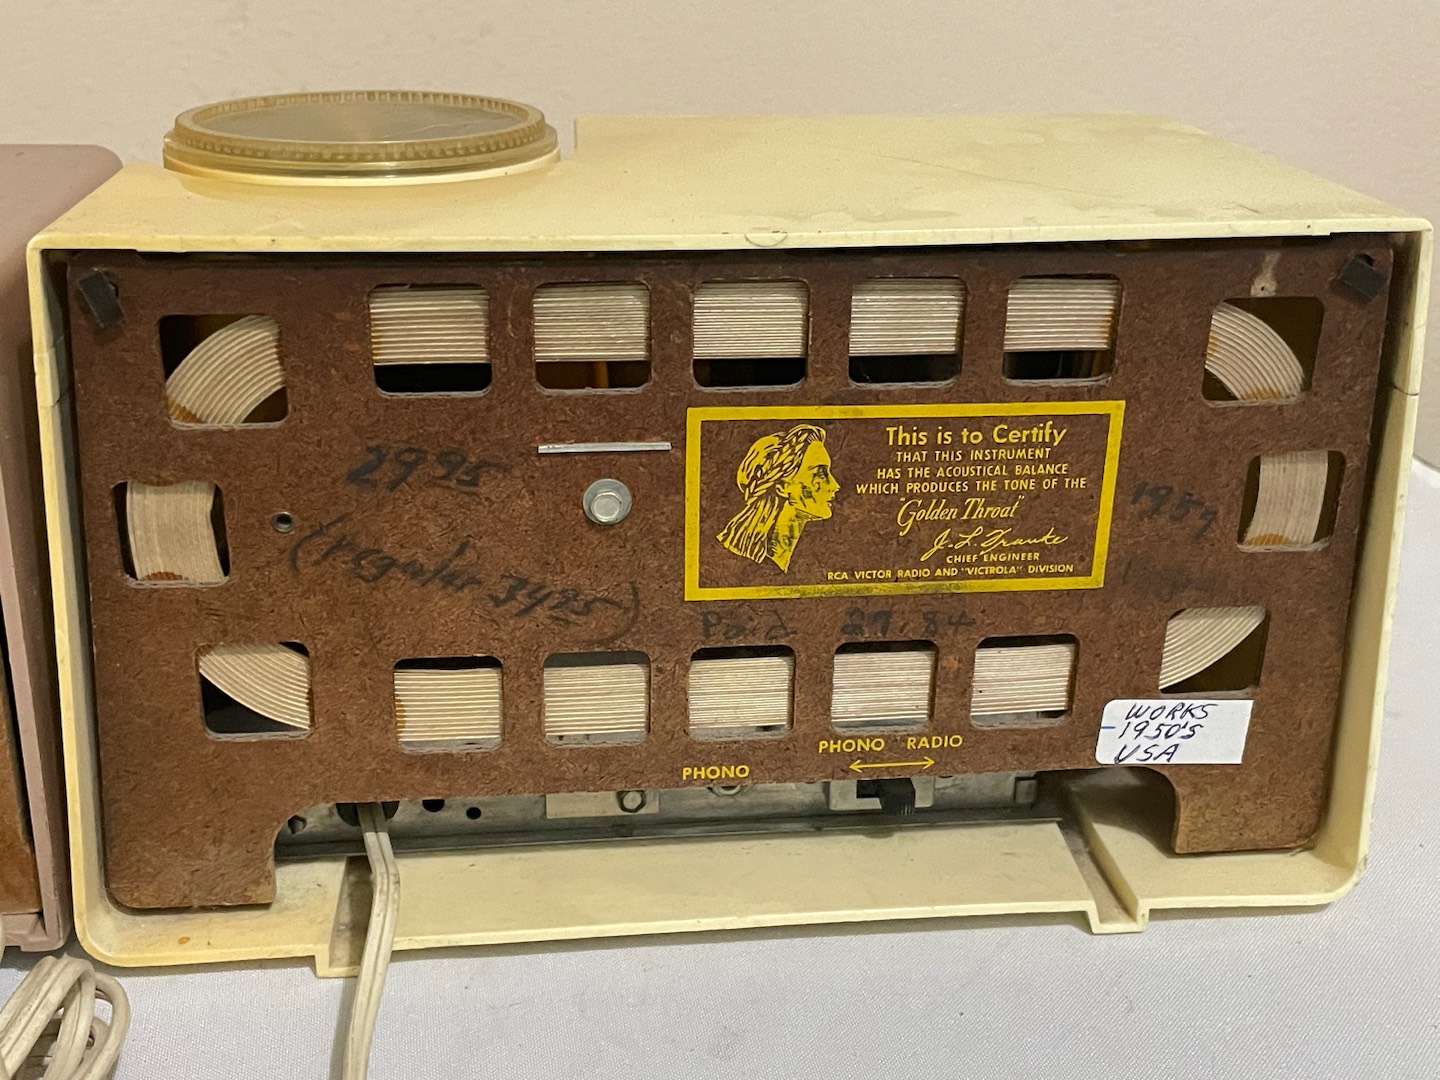 2995
(regular 3495)
This is to Certify
THAT THIS INSTRUMENT
HAS THE ACOUSTICAL BALANCE
WHICH PRODUCES THE TONE OF THE
"Golden Throat"
CHIEF ENGINEER
RCA VICTOR RADIO AND "VICTROLA" DIVISION
Paid 29.84
PHONO RADIO
PHONO
WORKS
-1950'S
USA